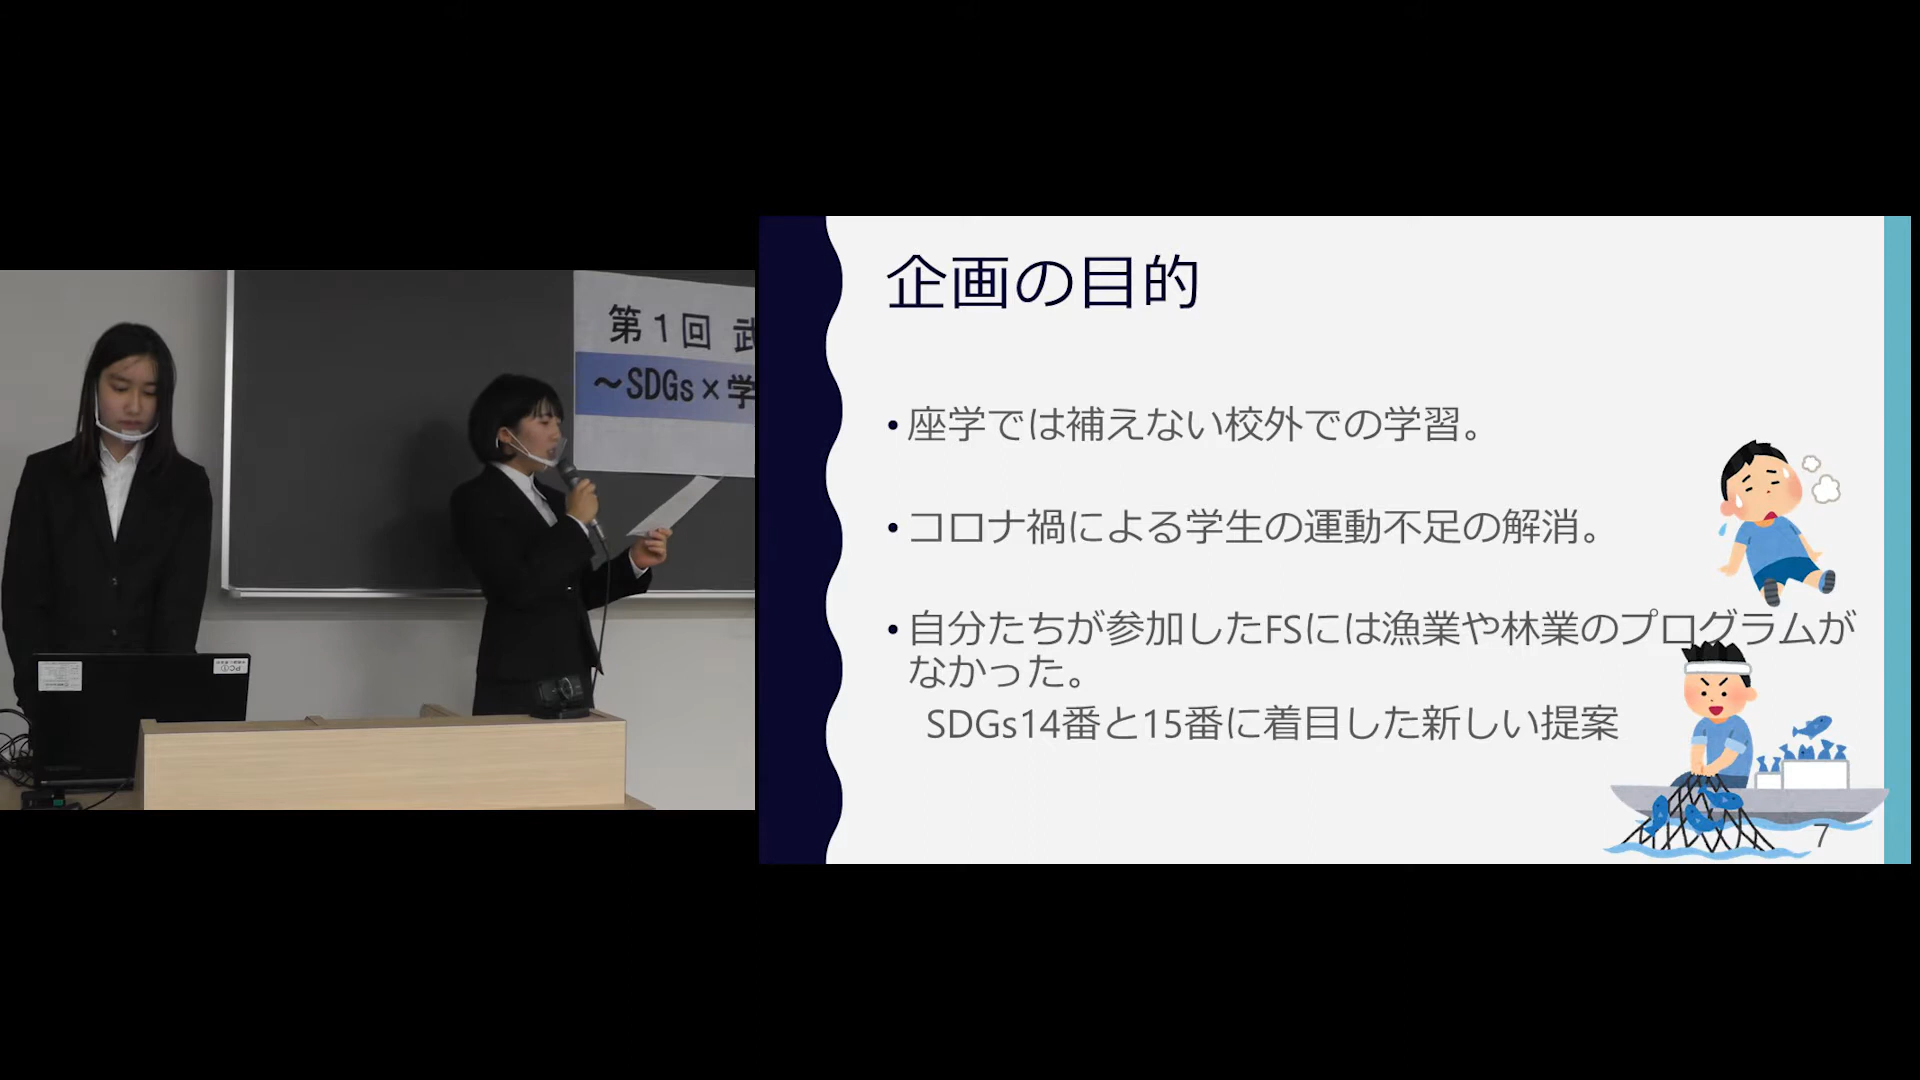 第１回 武
～SDGs×学
PC①
企画の目的
・座学では補えない校外での学習。
・コロナ禍による学生の運動不足の解消。
・自分たちが参加したFSには漁業や林業のプログラムが
なかった。
SDGs14番と15番に着目した新しい提案
7